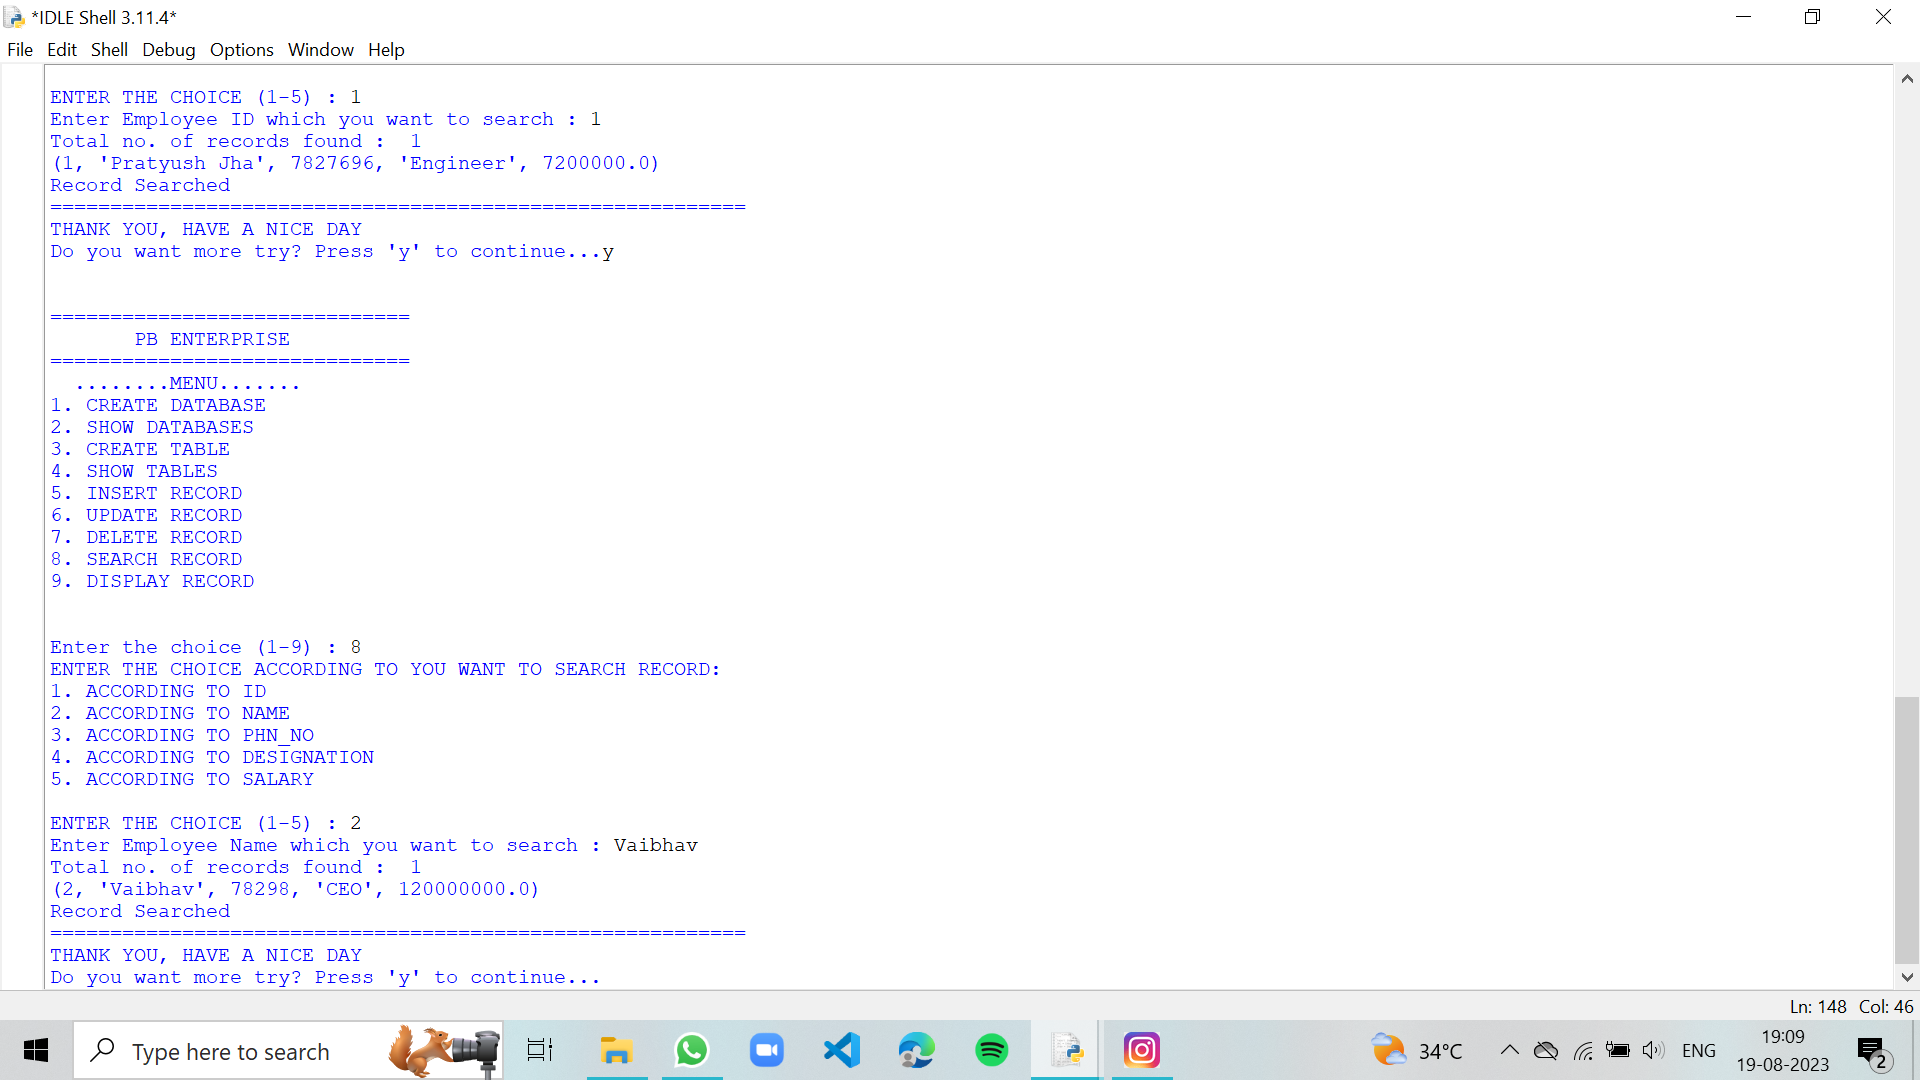 *IDLE Shell 3.11.4*
File Edit Shell Debug Options Window Help
ENTER THE CHOICE (1-5) : 1
Enter Employee ID which you want to search : 1
Total no. of records found :  1
(1, 'Pratyush Jha', 7827696, 'Engineer', 7200000.0)
Record Searched
==========================================================
THANK YOU, HAVE A NICE DAY
Do you want more try? Press 'y' to continue...y
==============================
PB ENTERPRISE
==============================
........MENU.......
1. CREATE DATABASE
2. SHOW DATABASES
3. CREATE TABLE
4. SHOW TABLES
5. INSERT RECORD
6. UPDATE RECORD
7. DELETE RECORD
8. SEARCH RECORD
9. DISPLAY RECORD
Enter the choice (1-9) : 8
ENTER THE CHOICE ACCORDING TO YOU WANT TO SEARCH RECORD:
1. ACCORDING TO ID
2. ACCORDING TO NAME
3. ACCORDING TO PHN_NO
4. ACCORDING TO DESIGNATION
5. ACCORDING TO SALARY
ENTER THE CHOICE (1-5) : 2
Enter Employee Name which you want to search : Vaibhav
Total no. of records found :  1
(2, 'Vaibhav', 78298, 'CEO', 120000000.0)
Record Searched
==========================================================
THANK YOU, HAVE A NICE DAY
Do you want more try? Press 'y' to continue...
Ln: 148 Col: 46
Type here to search
34°C
ENG
19:09
19-08-2023
2